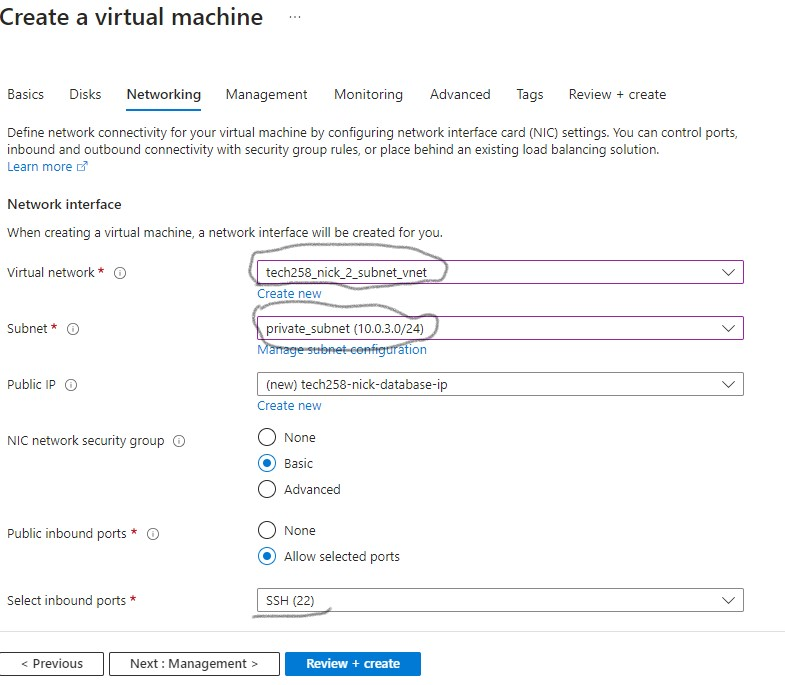 Create a virtual machine ...
Basics Disks Networking Management Monitoring Advanced Tags Review + create
Define network connectivity for your virtual machine by configuring network interface card (NIC) settings. You can control ports,
inbound and outbound connectivity with security group rules, or place behind an existing load balancing solution.
Learn more
Network interface
When creating a virtual machine, a network interface will be created for you.
Virtual network * tech258_nick_2_subnet_vnet
Create new
Subnet * private_subnet (10.0.3.0/24)
Manage subnet configuration
Public IP (new) tech258-nick-database-ip
Create new
NIC network security group None
Basic
Advanced
Public inbound ports * None
Allow selected ports
Select inbound ports * SSH (22)
< Previous Next : Management > Review + create